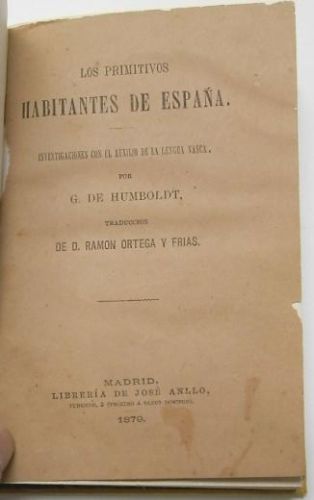 LOS PRIMITIVOS
HABITANTES DE ESPAÑA.
INVESTIGACIONES CON EL AUXILIO DE LA LENGUA VASCA,
POR
G. DE HUMBOLDT,
TRADUCCION
DE D. RAMON ORTEGA Y FRIAS.
MADRID,
LIBRERÍA DE JOSÉ ANLLO,
1879.